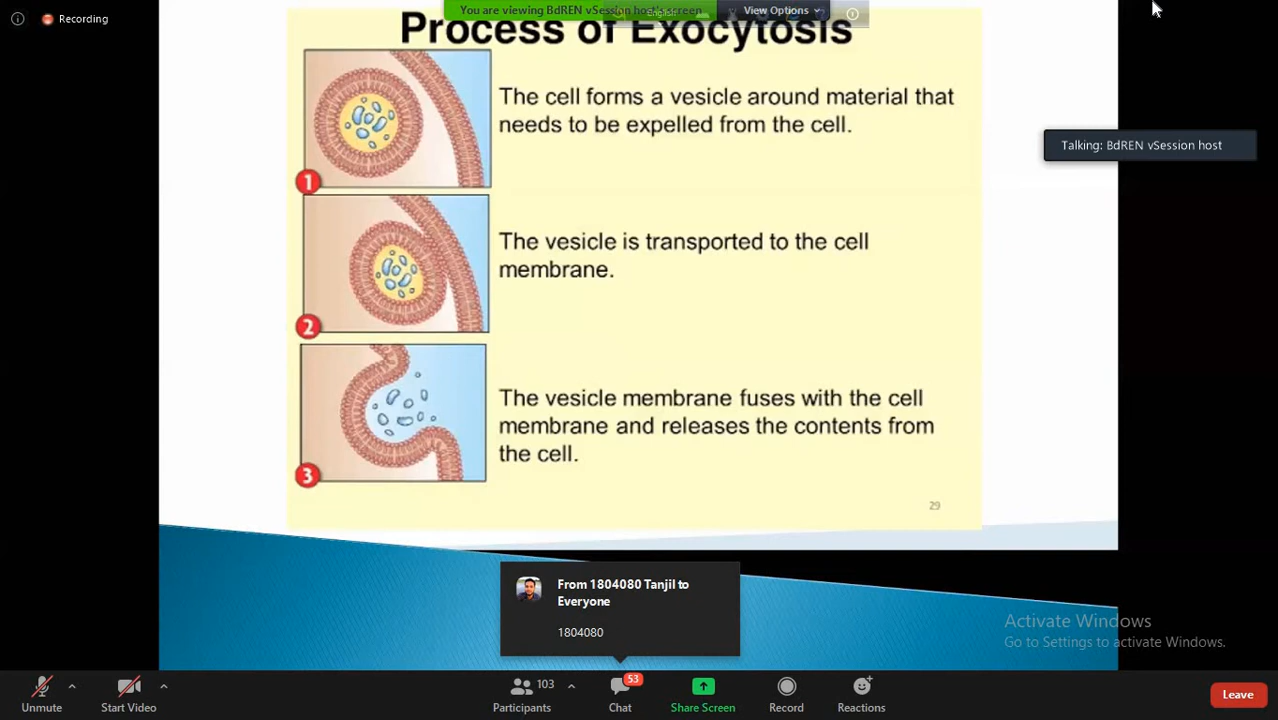 Recording
You are viewing BdREN vSession host's screen
English
View Options
Process of Exocytosis
The cell forms a vesicle around material that
needs to be expelled from the cell.
Talking: BdREN vSession host
1
The vesicle is transported to the cell
membrane.
2
The vesicle membrane fuses with the cell
membrane and releases the contents from
the cell.
3
29
From 1804080 Tanjil to
Everyone
1804080
Activate Windows
Go to Settings to activate Windows.
Unmute
Start Video
103
Participants
53
Chat
Share Screen
Record
Reactions
Leave